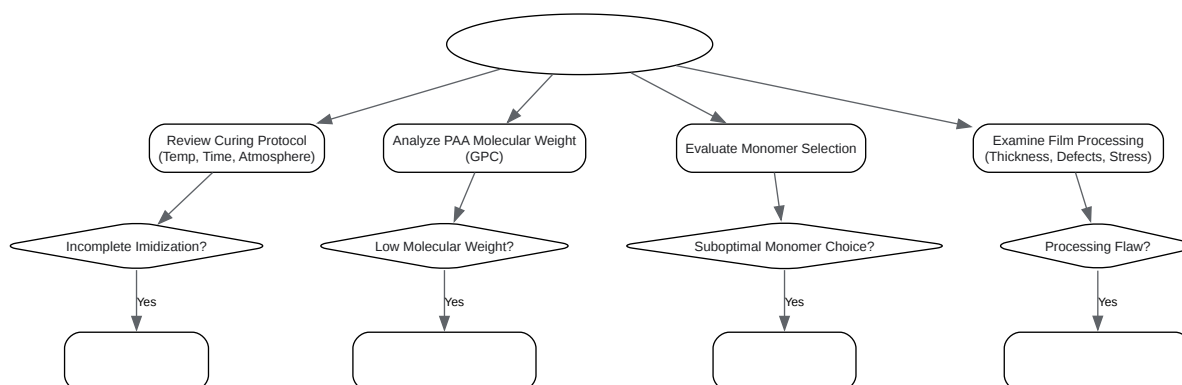 Review Curing Protocol
(Temp, Time, Atmosphere)
Analyze PAA Molecular Weight
(GPC)
Evaluate Monomer Selection
Examine Film Processing
(Thickness, Defects, Stress)
Incomplete Imidization?
Low Molecular Weight?
Suboptimal Monomer Choice?
Processing Flaw?
Yes
Yes
Yes
Yes